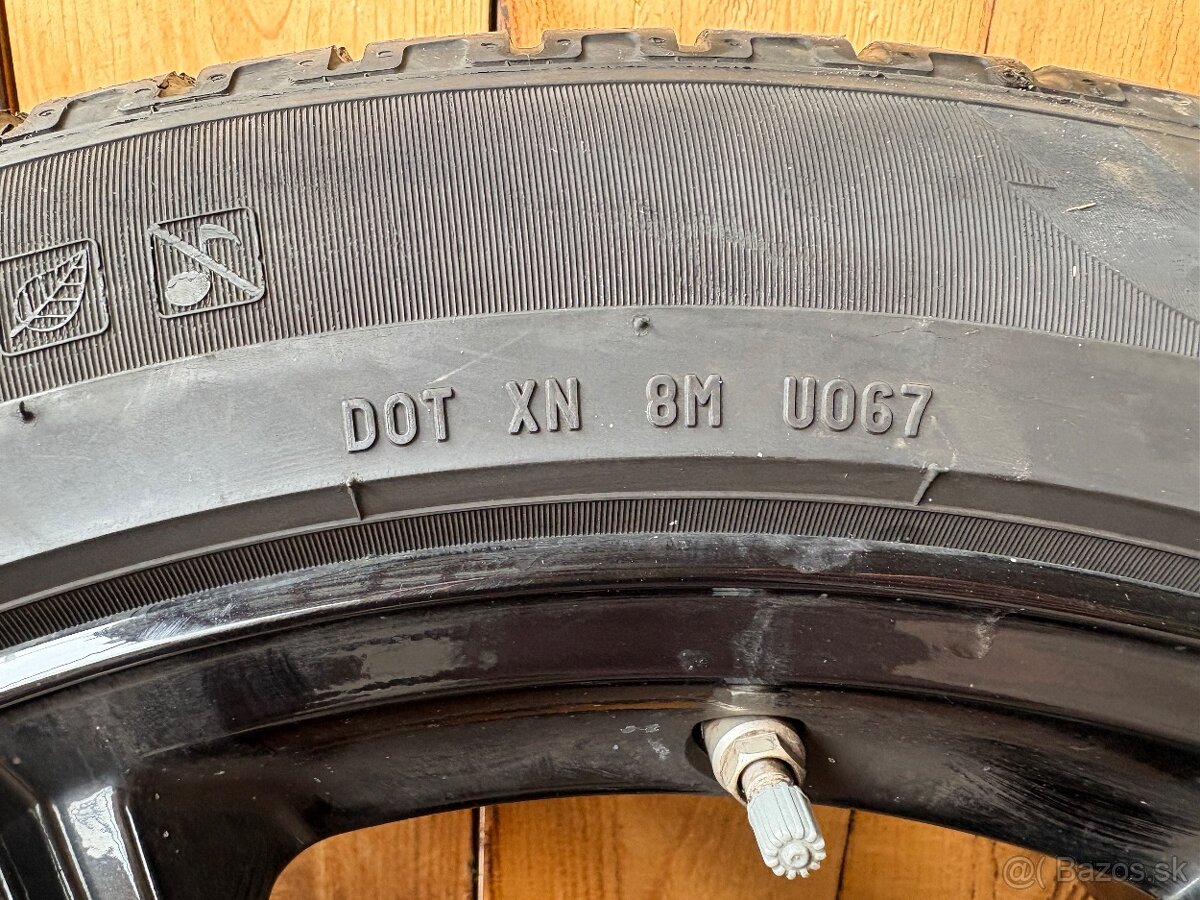 DOT XN 8M U067
@( Bazos.sk